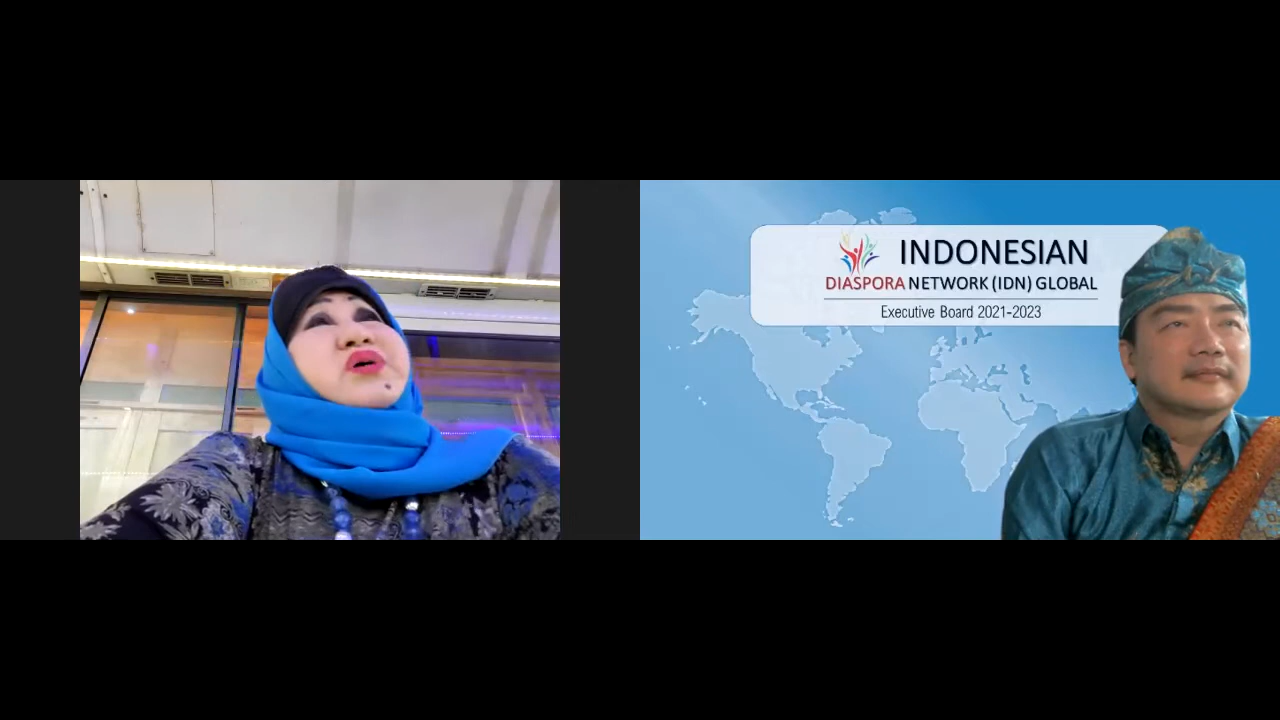 INDONESIAN
DIASPORA NETWORK (IDN) GLOBAL
Executive Board 2021-2023